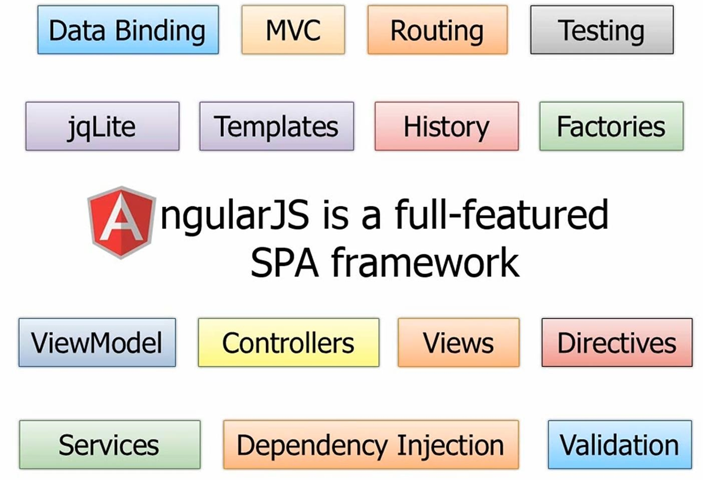 Data Binding MVC Routing Testing
jqLite Templates History Factories
AngularJS is a full-featured
SPA framework
ViewModel Controllers Views Directives
Services Dependency Injection Validation